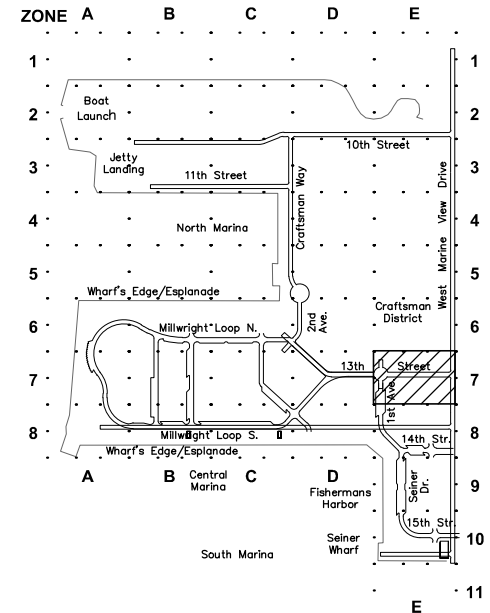 ZONE A B C D E
1 1
Boat
Launch
2 2
10th Street
Jetty
Landing
3 3
11th Street
Craftsman Way
West Marine View Drive
4 4
North Marina
5 5
Wharf's Edge/Esplanade
Craftsman
District
2nd
Ave.
6 6
Millwright Loop N.
13th Street
7 7
1st Ave.
8 8
Millwright Loop S.
14th Str.
Wharf's Edge/Esplanade
A B C D E
Central
Marina
Seiner
Dr.
9 9
Fishermans
Harbor
15th Str.
Seiner
Wharf
10 10
South Marina
11
E